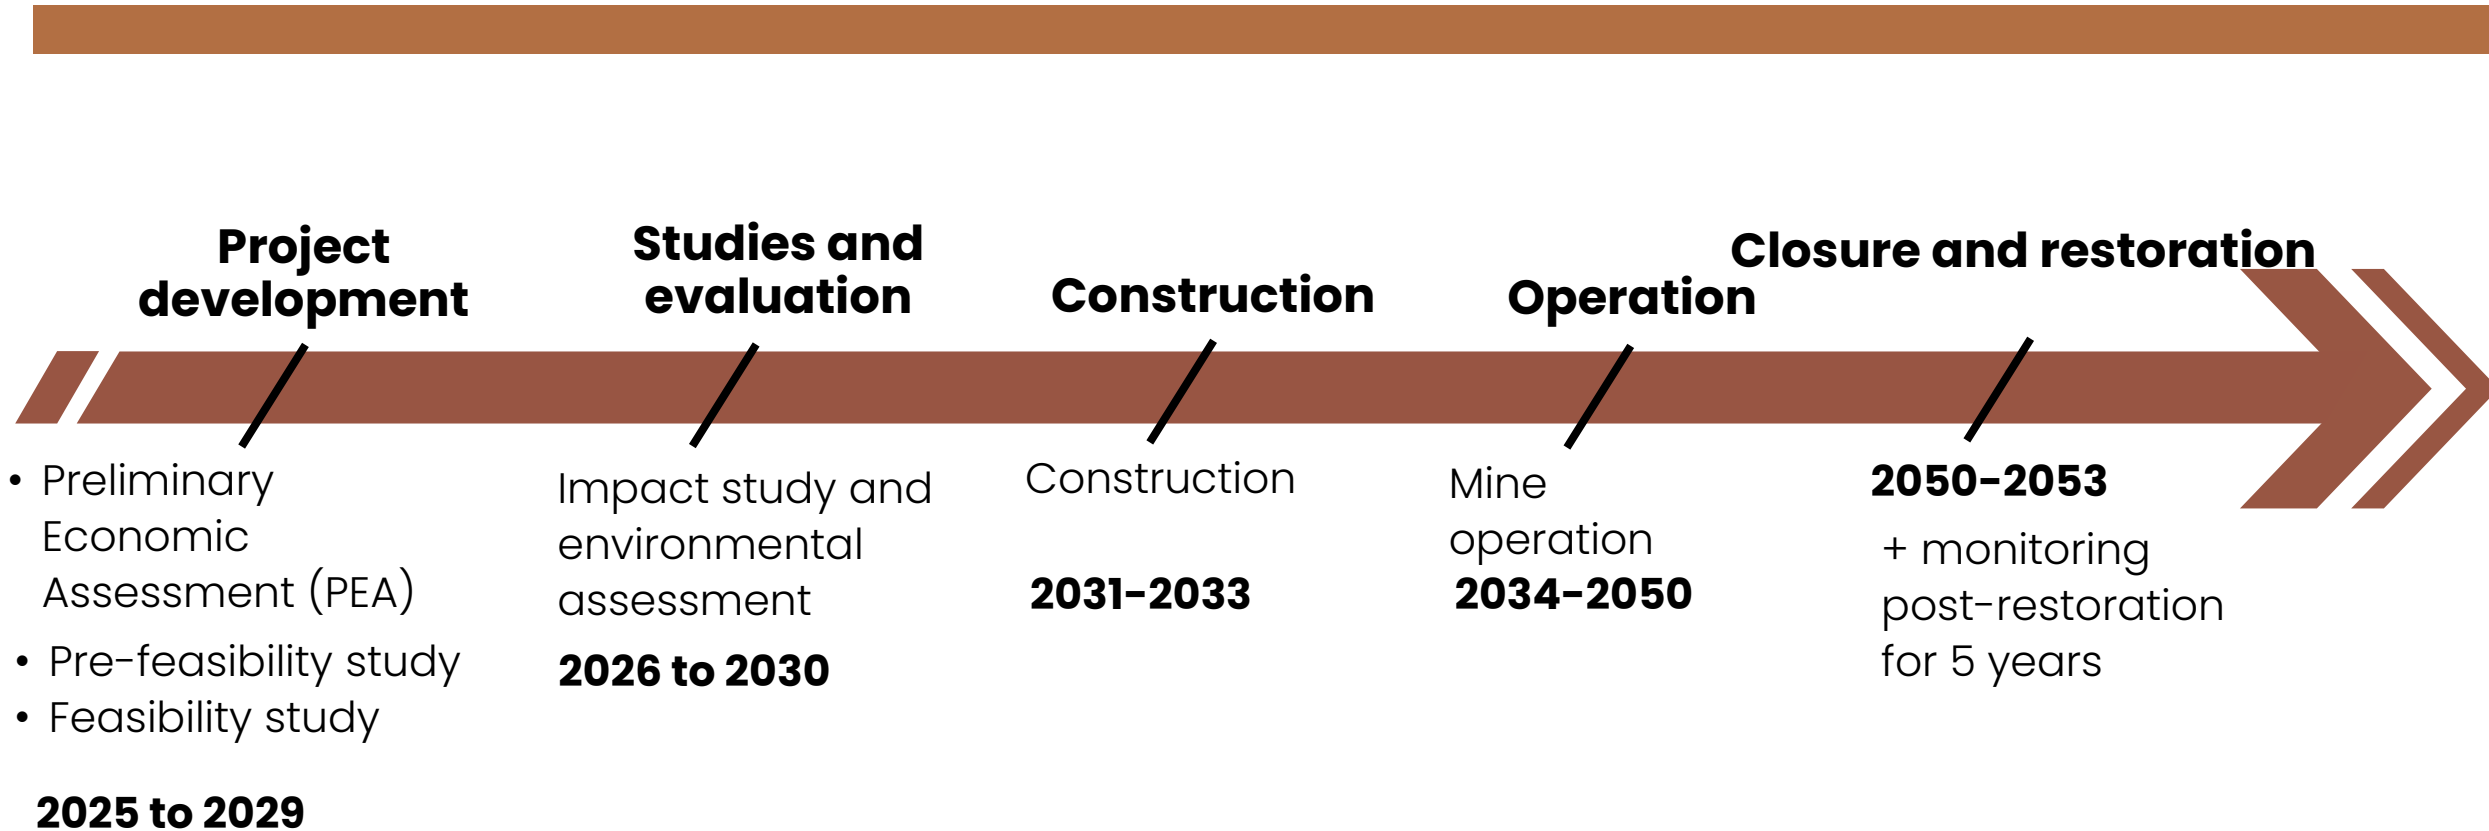 Project
development
• Preliminary
Economic
Assessment (PEA)
• Pre-feasibility study
• Feasibility study
2025 to 2029
Studies and
evaluation
Impact study and
environmental
assessment
2026 to 2030
Construction
Construction
2031-2033
Operation
Mine
operation
2034-2050
Closure and restoration
2050-2053
+ monitoring
post-restoration
for 5 years